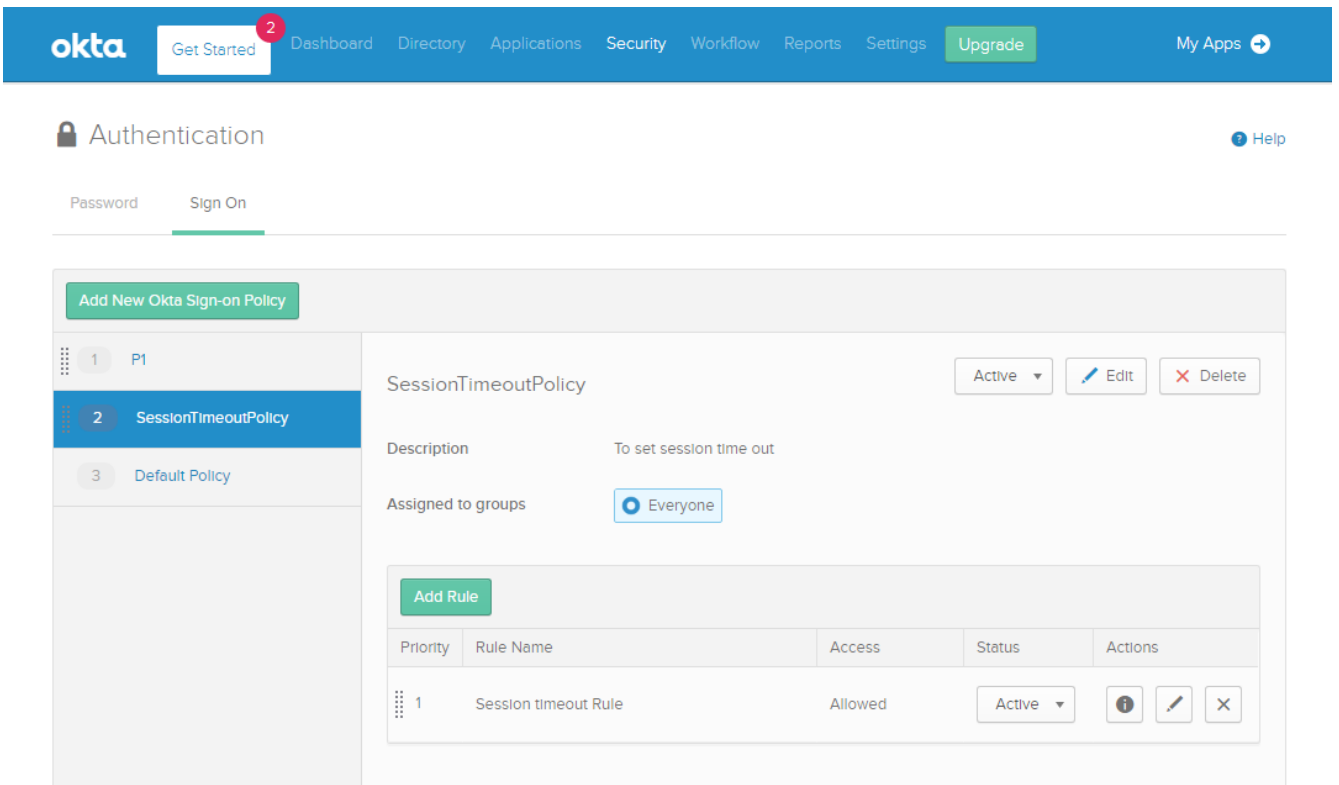 okta Get Started 2 Dashboard Directory Applications Security Workflow Reports Settings Upgrade My Apps
Authentication
Help
Password Sign On
Add New Okta Sign-on Policy
1 P1
2 SessionTimeoutPolicy
3 Default Policy
SessionTimeoutPolicy
Active Edit Delete
Description To set session time out
Assigned to groups Everyone
Add Rule
Priority Rule Name Access Status Actions
1 Session timeout Rule Allowed Active